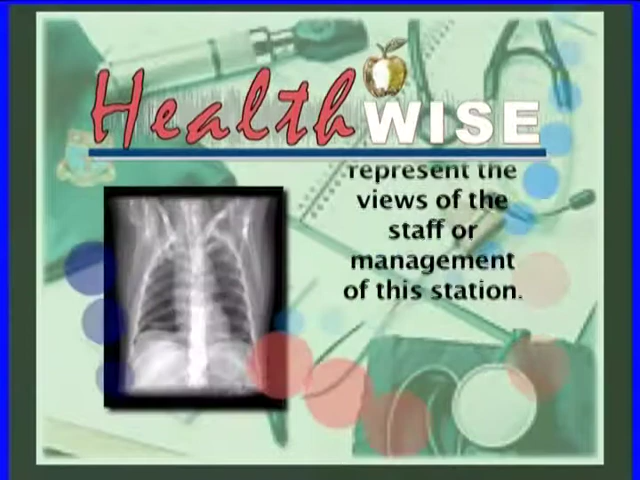 HealthWISE
represent the
views of the
staff or
management
of this station.